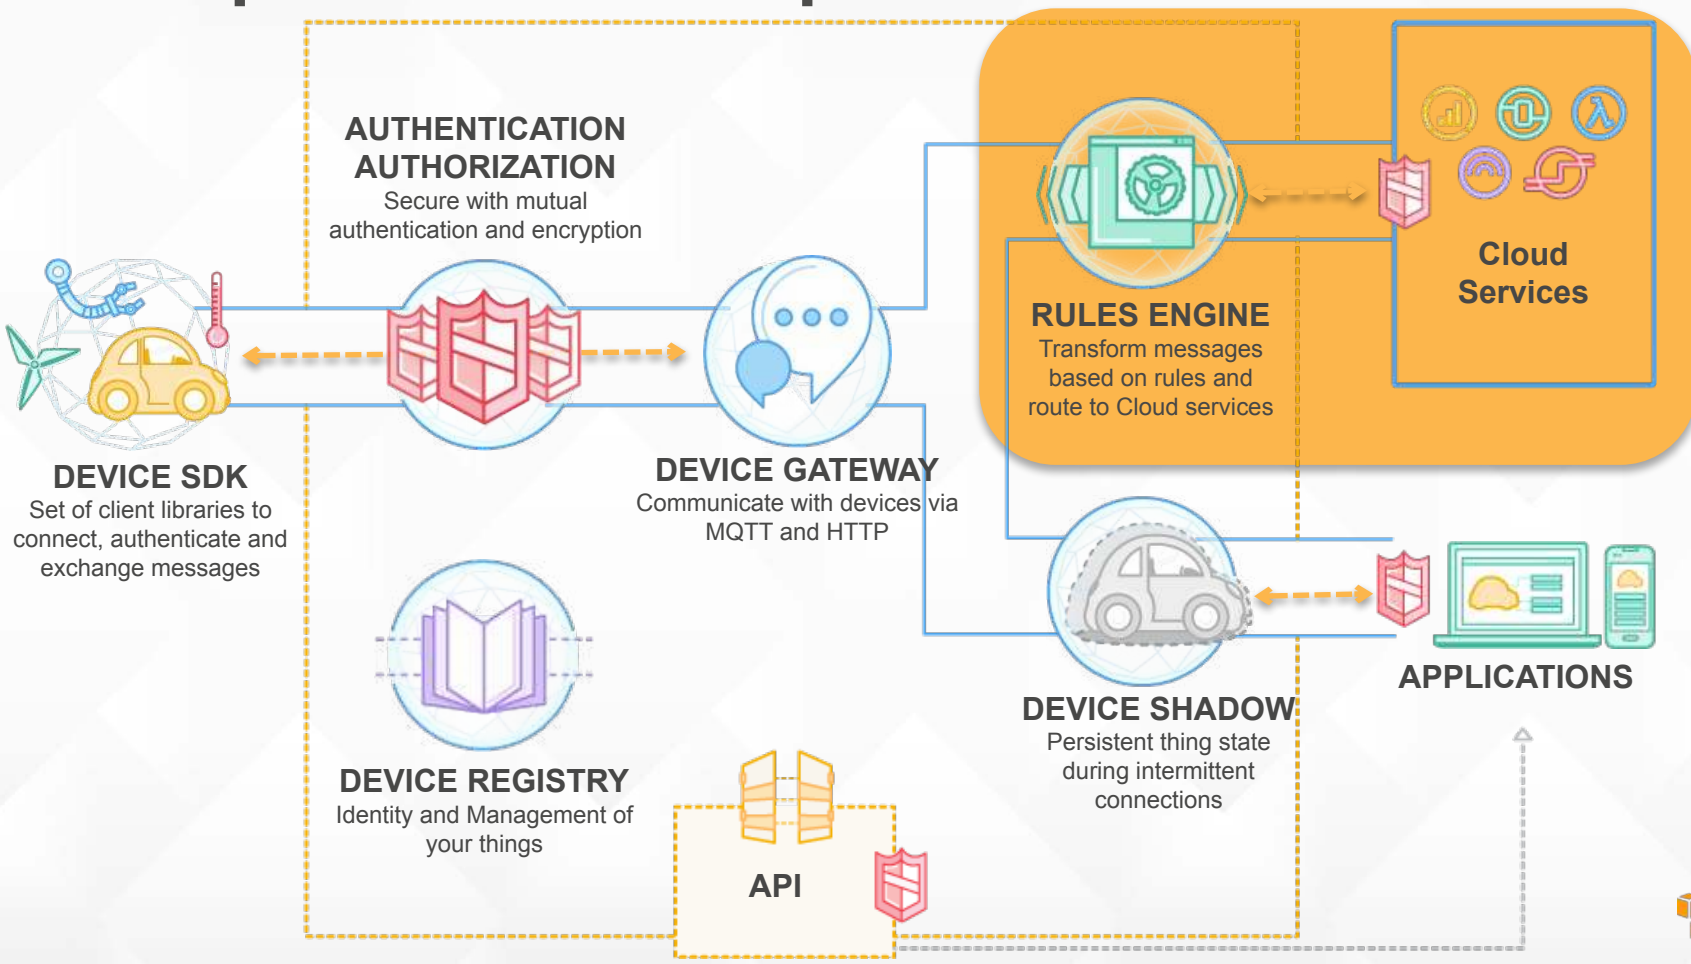 AUTHENTICATION
AUTHORIZATION
Secure with mutual
authentication and encryption
DEVICE SDK
Set of client libraries to
connect, authenticate and
exchange messages
DEVICE GATEWAY
Communicate with devices via
MQTT and HTTP
RULES ENGINE
Transform messages
based on rules and
route to Cloud services
Cloud
Services
DEVICE SHADOW
Persistent thing state
during intermittent
connections
APPLICATIONS
DEVICE REGISTRY
Identity and Management of
your things
API